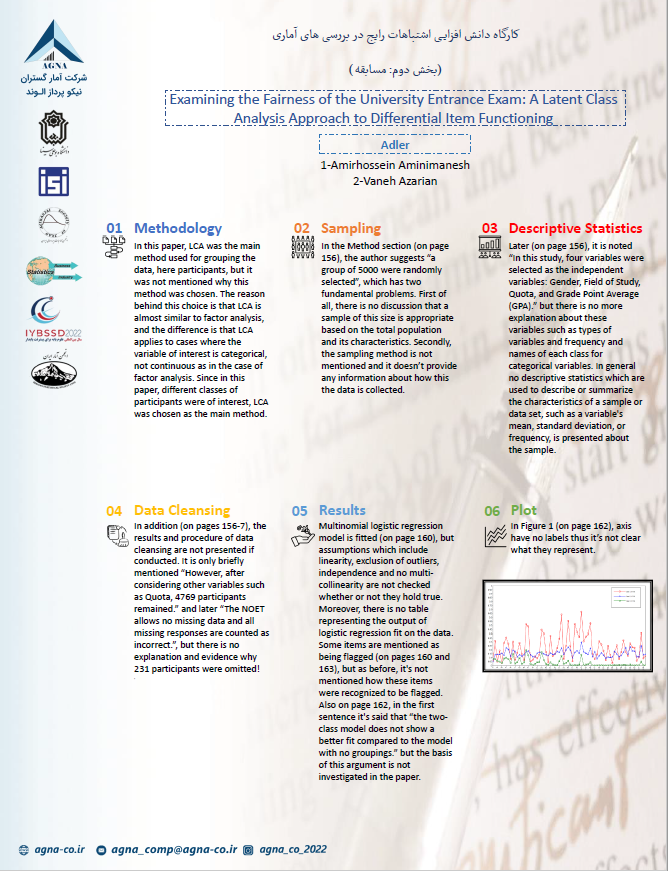 AGNA
شرکت آمار گستران
نیکو پرداز الوند
isi
Statistics
Business
Industry
IYBSSD2022
انجمن آمار ایران
کارگاه دانش افزایی اشتباهات رایج در بررسی های آماری
(بخش دوم: مسابقه)
Examining the Fairness of the University Entrance Exam: A Latent Class
Analysis Approach to Differential Item Functioning
Adler
1-Amirhossein Aminimanesh
2-Vaneh Azarian
01 Methodology
In this paper, LCA was the main
method used for grouping the
data, here participants, but it
was not mentioned why this
method was chosen. The reason
behind this choice is that LCA is
almost similar to factor analysis,
and the difference is that LCA
applies to cases where the
variable of interest is categorical,
not continuous as in the case of
factor analysis. Since in this
paper, different classes of
participants were of interest, LCA
was chosen as the main method.
02 Sampling
In the Method section (on page
156), the author suggests "a
group of 5000 were randomly
selected", which has two
fundamental problems. First of
all, there is no discussion that a
sample of this size is appropriate
based on the total population
and its characteristics. Secondly,
the sampling method is not
mentioned and it doesn't provide
any information about how this
the data is collected.
03 Descriptive Statistics
Later (on page 156), it is noted
"In this study, four variables were
selected as the independent
variables: Gender, Field of Study,
Quota, and Grade Point Average
(GPA)." but there is no more
explanation about these
variables such as types of
variables and frequency and
names of each class for
categorical variables. In general
no descriptive statistics which are
used to describe or summarize
the characteristics of a sample or
data set, such as a variable's
mean, standard deviation, or
frequency, is presented about
the sample.
04 Data Cleansing
In addition (on pages 156-7), the
results and procedure of data
cleansing are not presented if
conducted. It is only briefly
mentioned "However, after
considering other variables such
as Quota, 4769 participants
remained." and later "The NOET
allows no missing data and all
missing responses are counted as
incorrect.", but there is no
explanation and evidence why
231 participants were omitted!
05 Results
Multinomial logistic regression
model is fitted (on page 160), but
assumptions which include
linearity, exclusion of outliers,
independence and no multi-
collinearity are not checked
whether or not they hold true.
Moreover, there is no table
representing the output of
logistic regression fit on the data.
Some items are mentioned as
being flagged (on pages 160 and
163), but as before, it's not
mentioned how these items
were recognized to be flagged.
Also on page 162, in the first
sentence it's said that "the two-
class model does not show a
better fit compared to the model
with no groupings." but the basis
of this argument is not
investigated in the paper.
06 Plot
In Figure 1 (on page 162), axis
have no labels thus it's not clear
what they represent.
agna-co.ir agna_comp@agna-co.ir agna_co_2022